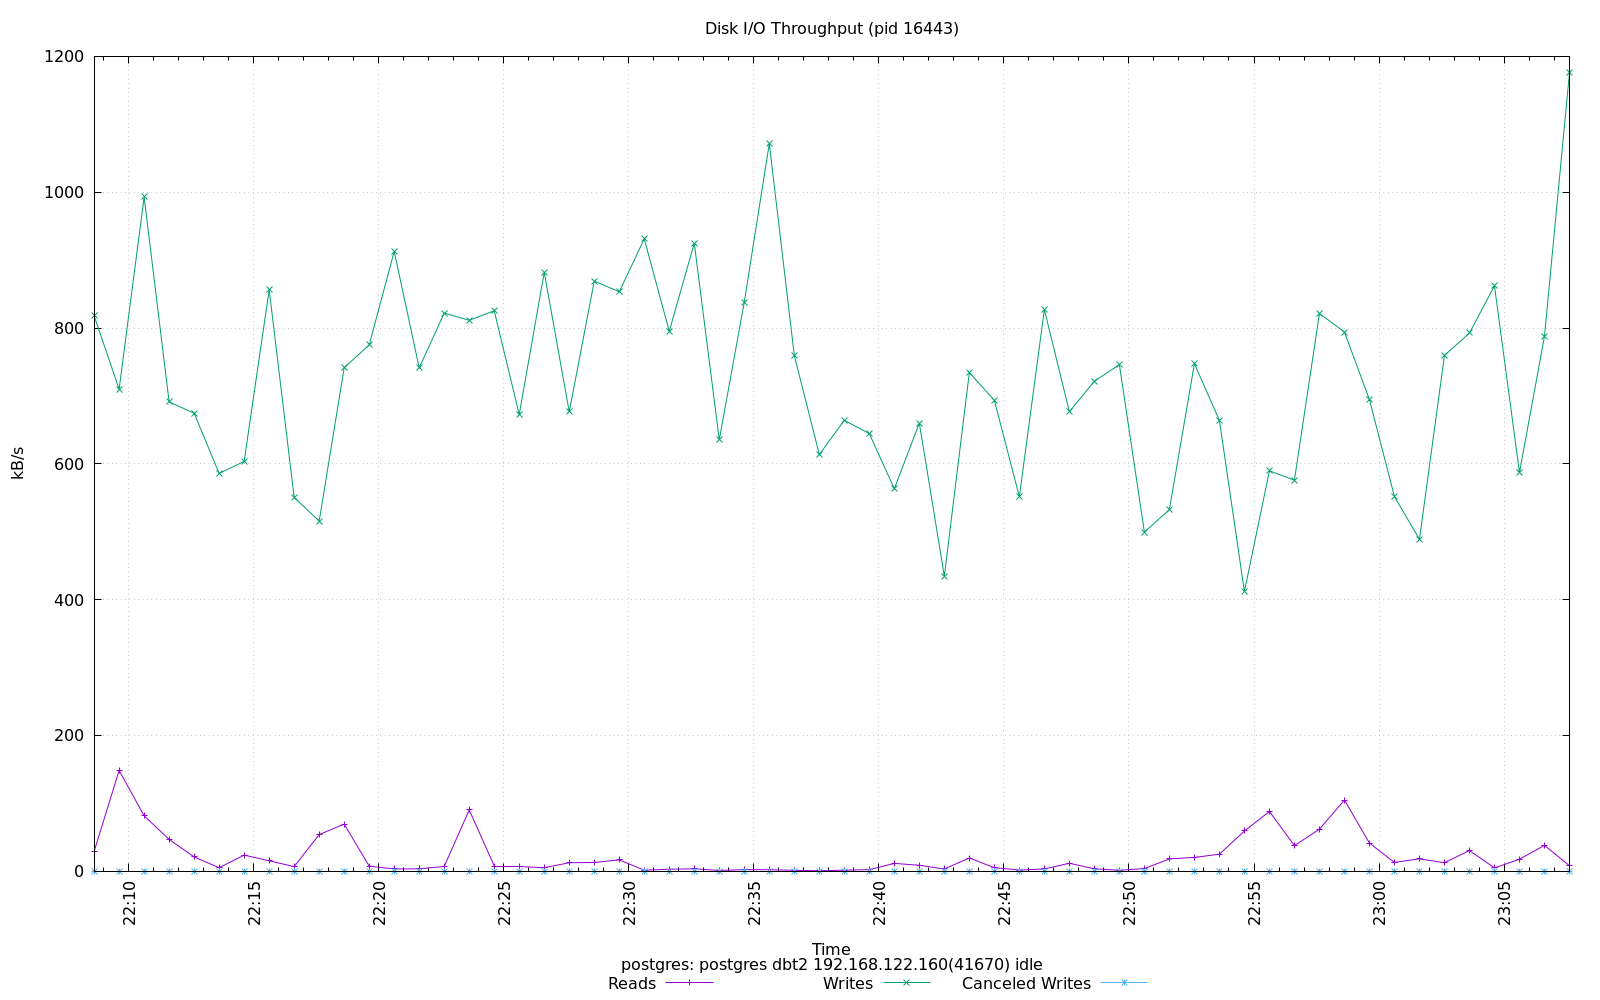 Disk I/O Throughput (pid 16443)
1200
1000
800
600
400
200
0
kB/s
22:10 22:15 22:20 22:25 22:30 22:35 22:40 22:45 22:50 22:55 23:00 23:05
Time
postgres: postgres dbt2 192.168.122.160(41670) idle
Reads Writes Canceled Writes